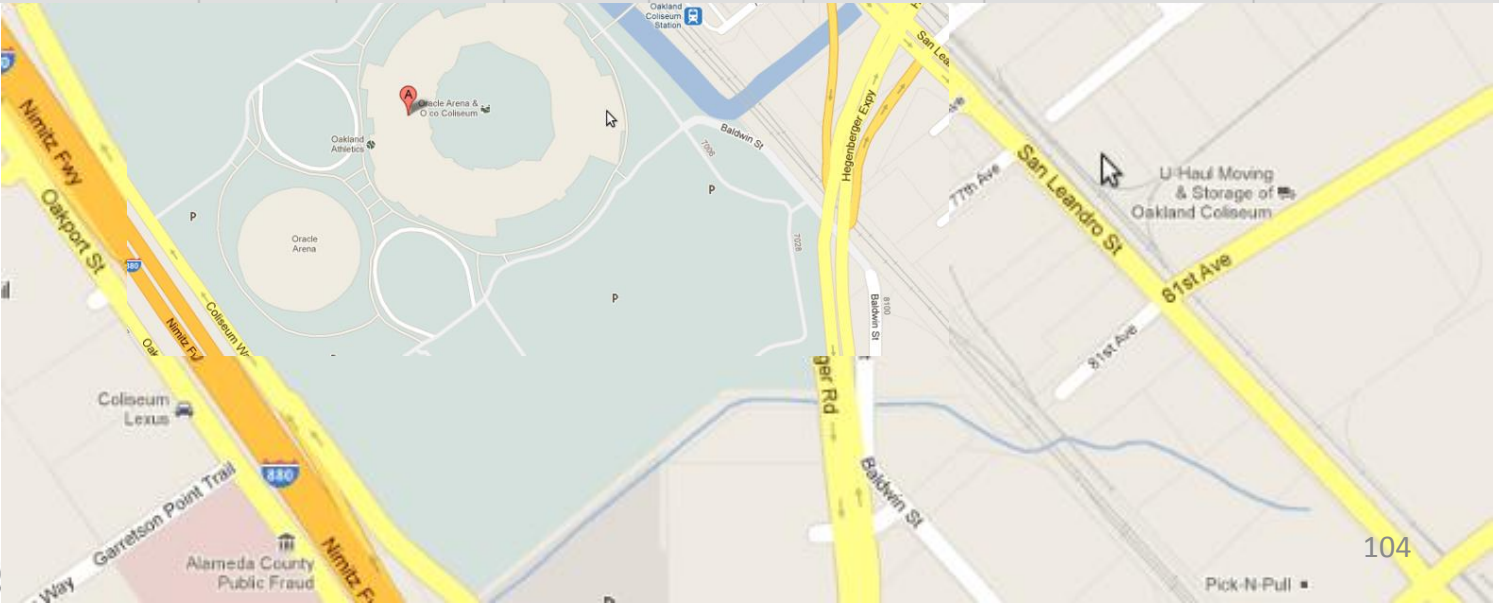 Oakland
Coliseum
Station
San Lea
Nimitz Fwy
A
Oracle Arena &
O.co Coliseum
Hegenberger Expy
Baldwin St
7006
Oakland
Athletics
San Leandro St
U-Haul Moving
& Storage of
Oakland Coliseum
77th Ave
P
P
Oakport St
Oracle
Arena
7028
880
81st Ave
P
8100
Baldwin St
Coliseum W
Nimitz Fw
Oak
81st Ave
ger Rd
Coliseum
Lexus
880
Garretson Point Trail
Baldwin St
Alameda County
Public Fraud
Nimitz F
104
Way
Pick-N-Pull